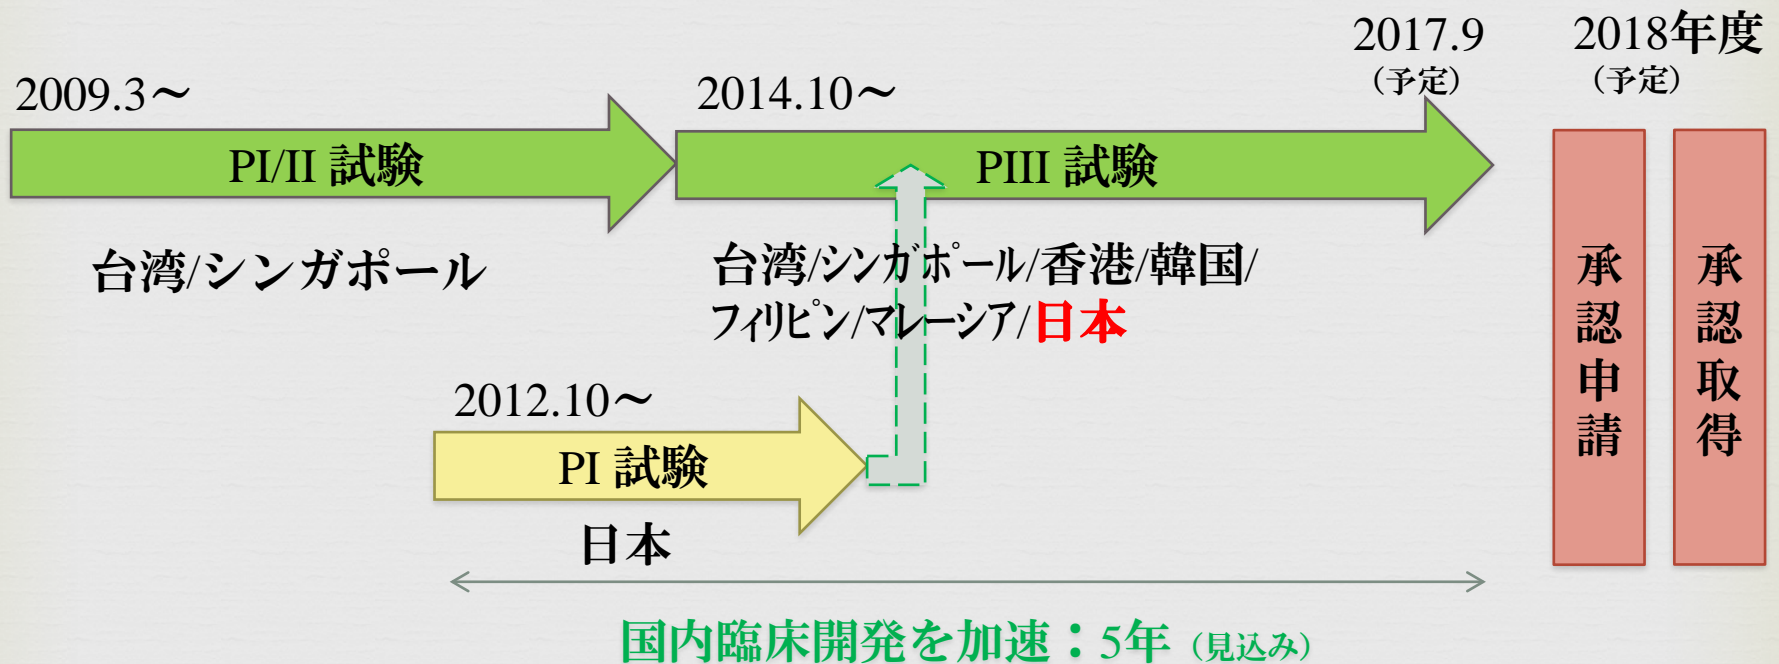 2009.3～
PI/II 試験
台湾/シンガポール
2014.10～
2017.9
（予定）
PIII 試験
台湾/シンガポール/香港/韓国/
フィリピン/マレーシア/日本
2012.10～
PI 試験
日本
国内臨床開発を加速：5年（見込み）
2018年度
（予定）
承認申請
承認取得